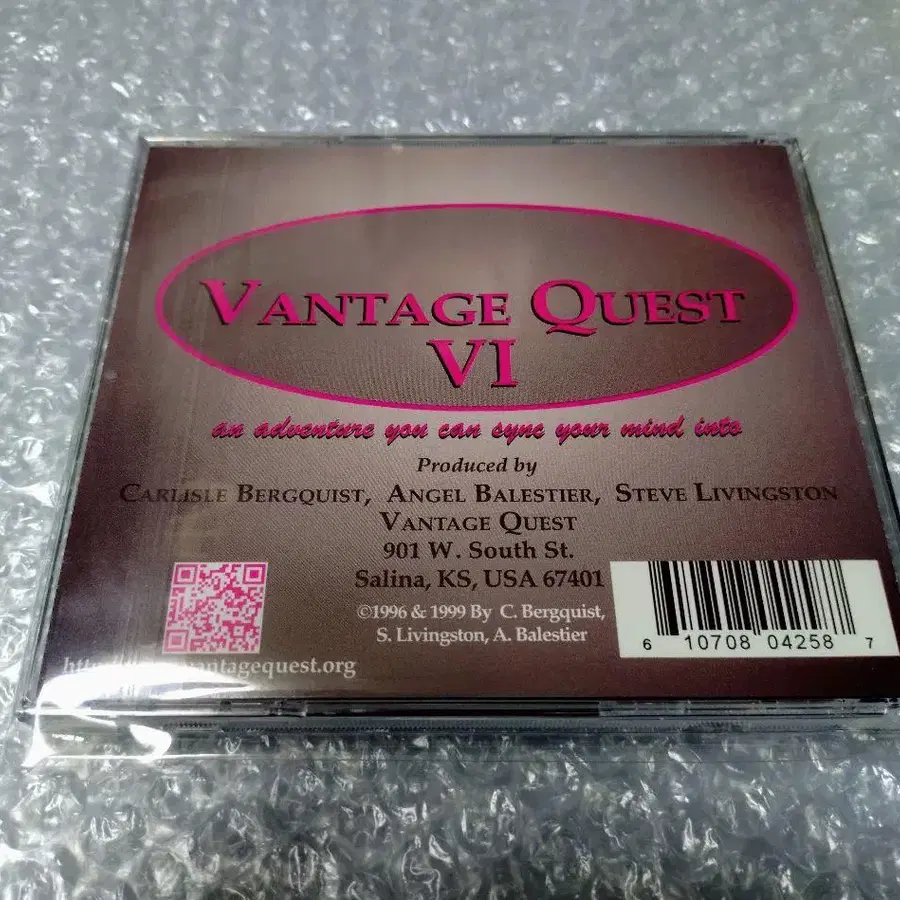 VANTAGE QUEST
VI
an adventure you can sync your mind into
Produced by
CARLISLE BERGQUIST, ANGEL BALESTIER, STEVE LIVINGSTON
VANTAGE QUEST
901 W. South St.
Salina, KS, USA 67401
©1996 & 1999 By C. Bergquist,
S. Livingston, A. Balestier
vantagequest.org
6 10708 04258 7